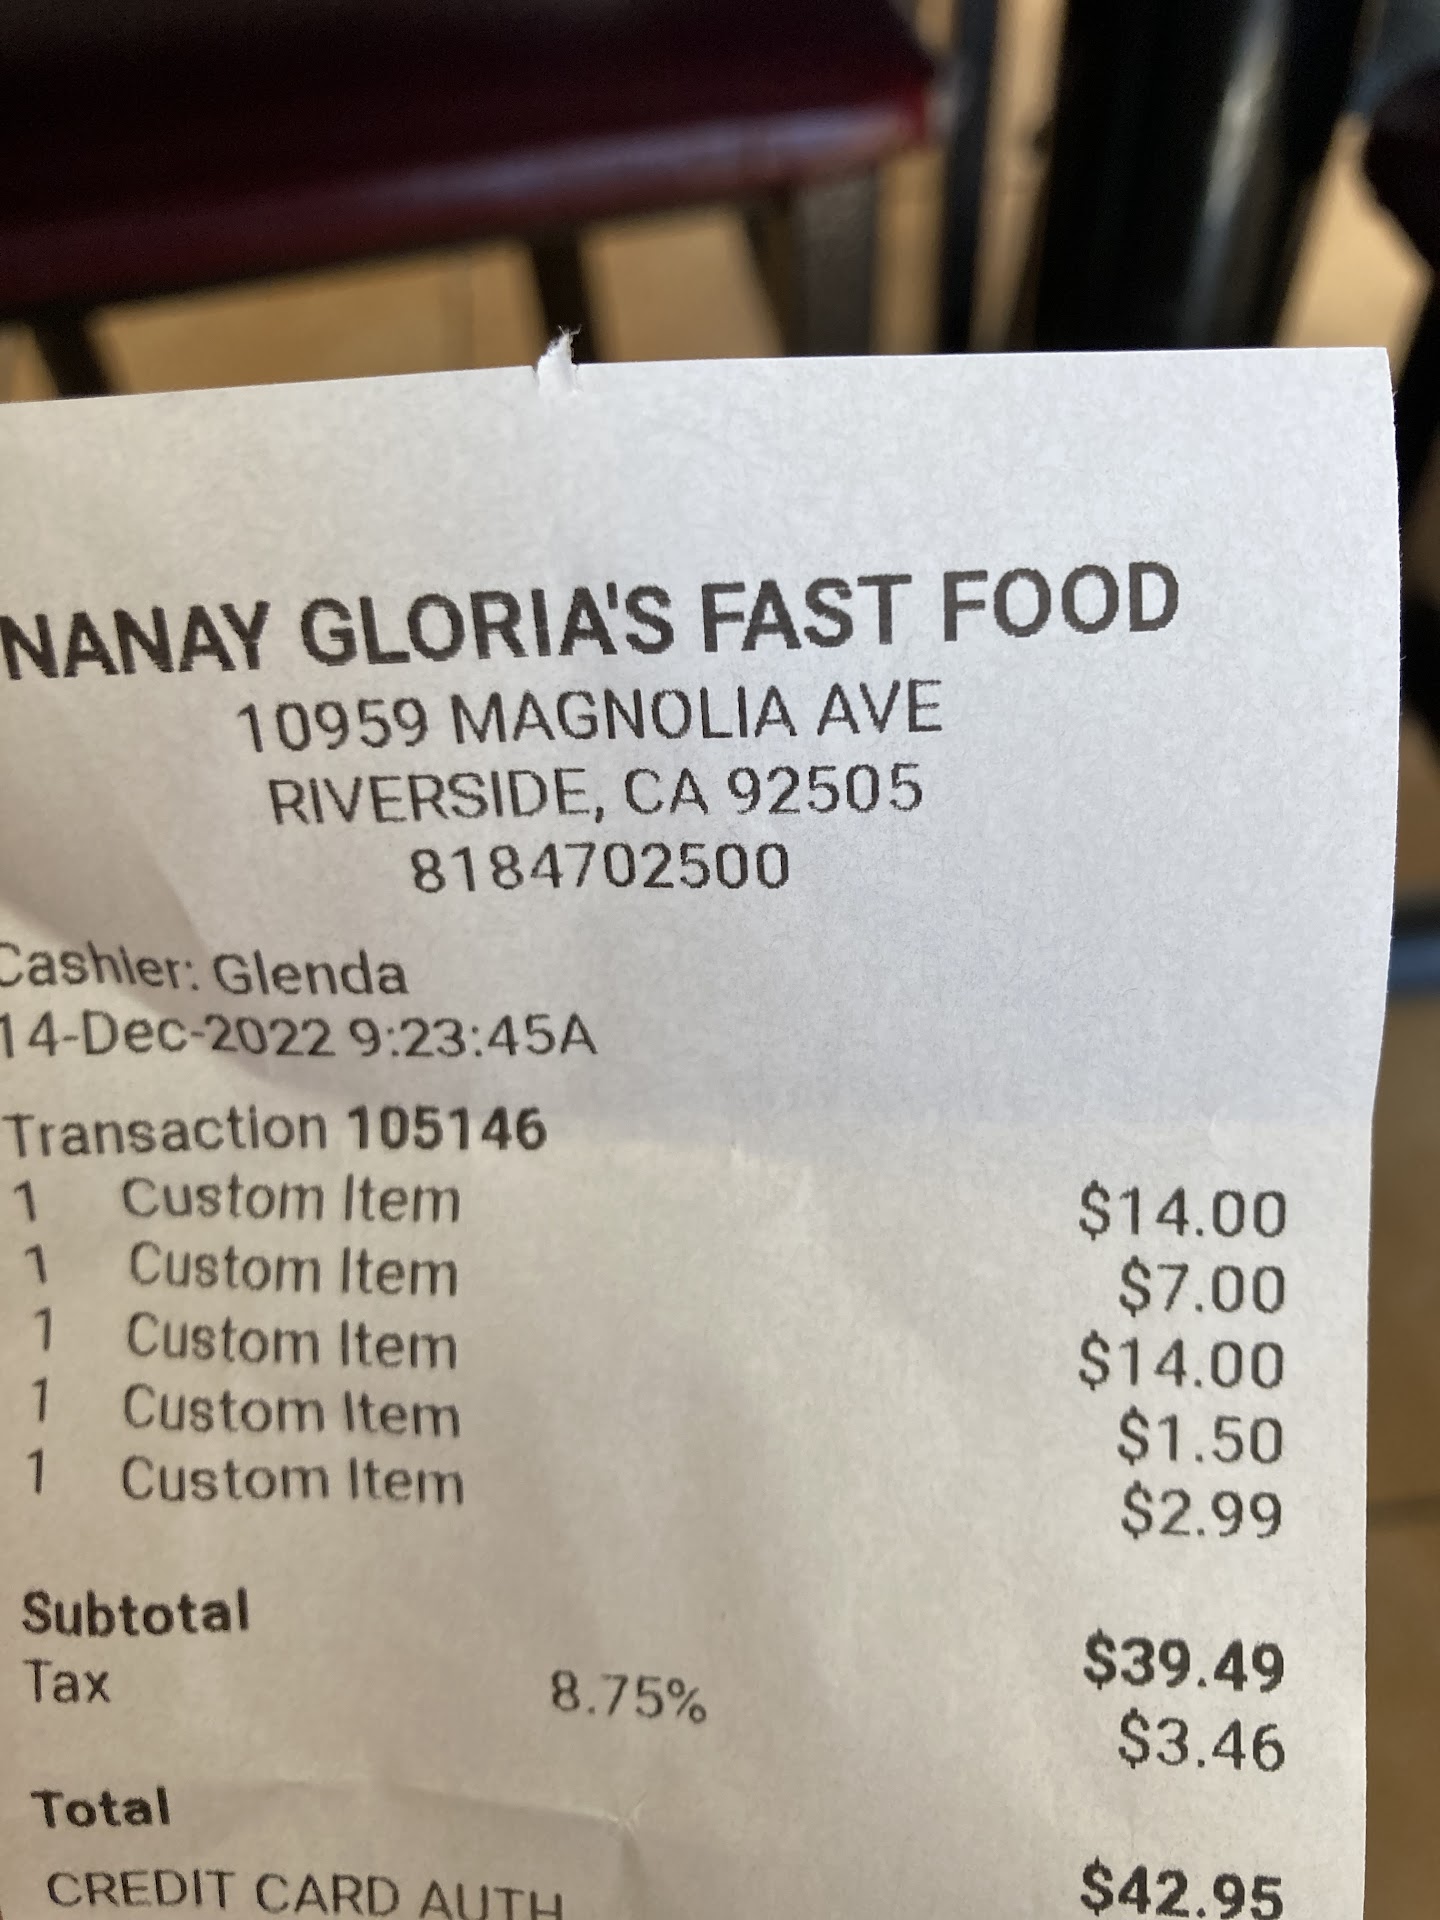 NANAY GLORIA'S FAST FOOD
10959 MAGNOLIA AVE
RIVERSIDE, CA 92505
8184702500
Cashier: Glenda
14-Dec-2022 9:23:45A
Transaction 105146
1 Custom Item $14.00
1 Custom Item $7.00
1 Custom Item $14.00
1 Custom Item $1.50
1 Custom Item $2.99
Subtotal $39.49
Tax 8.75% $3.46
Total $42.95
CREDIT CARD AUTH